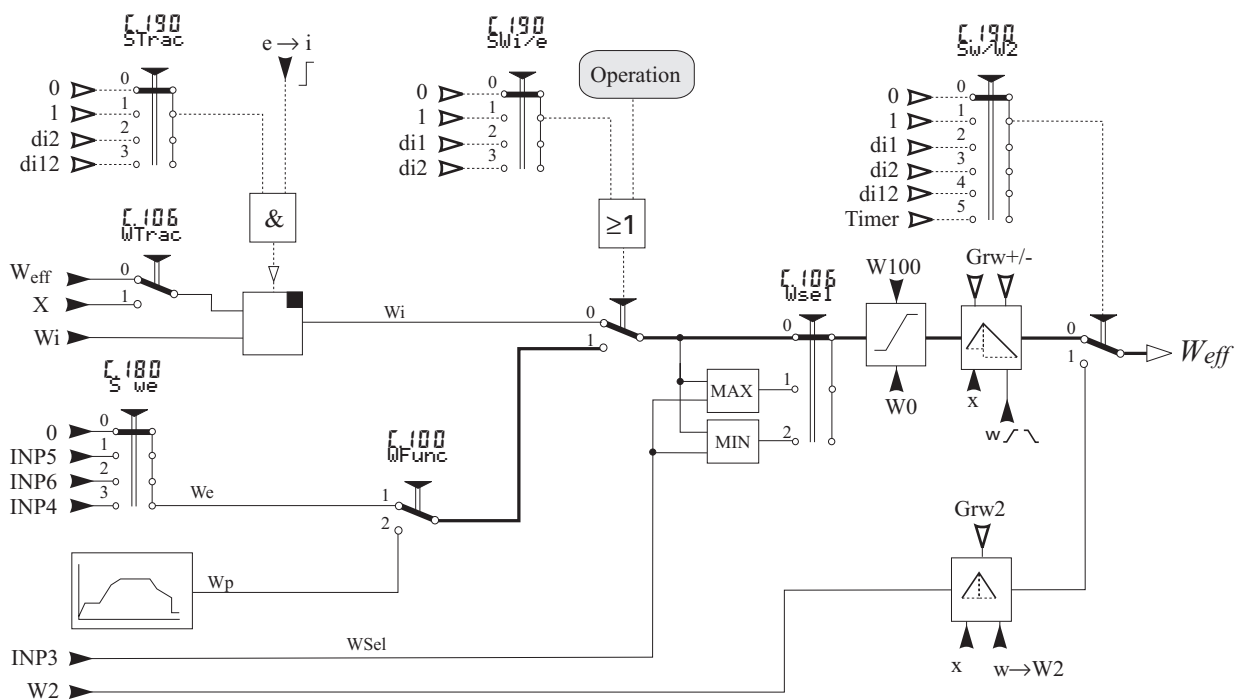 C.190
STrac
e → i
0
1
di2
di12
0
1
2
3
&
C.190
SWi/e
0
1
di1
di2
0
1
2
3
Operation
≥1
C.190
Sw/W2
0
1
di1
di2
di12
Timer
0
1
2
3
4
5
C.106
WTrac
Weff
X
Wi
0
1
Wi
0
1
C.106
Wsel
0
1
2
MAX
MIN
W100
W0
Grw+/-
x
w
0
1
Weff
C.180
S we
0
INP5
INP6
INP4
0
1
2
3
We
C.100
WFunc
1
2
Wp
Grw2
x
w→W2
INP3
WSel
W2